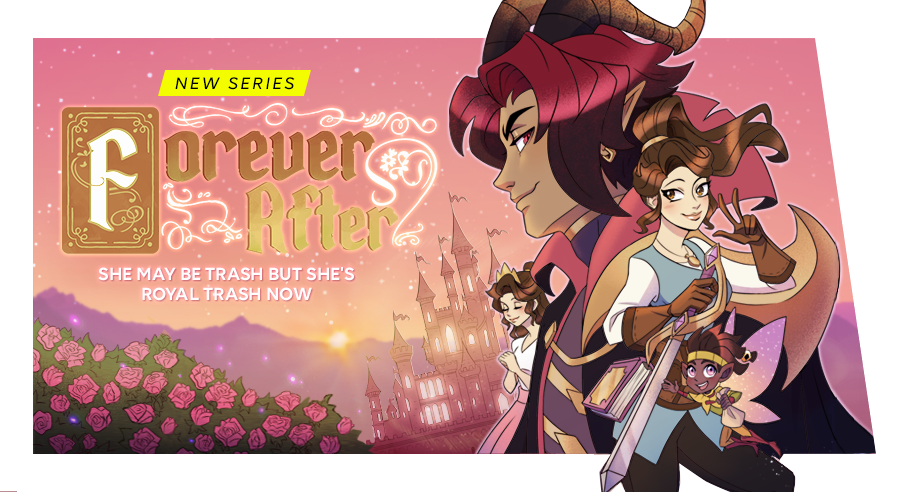 NEW SERIES
Forever
After
SHE MAY BE TRASH BUT SHE'S
ROYAL TRASH NOW